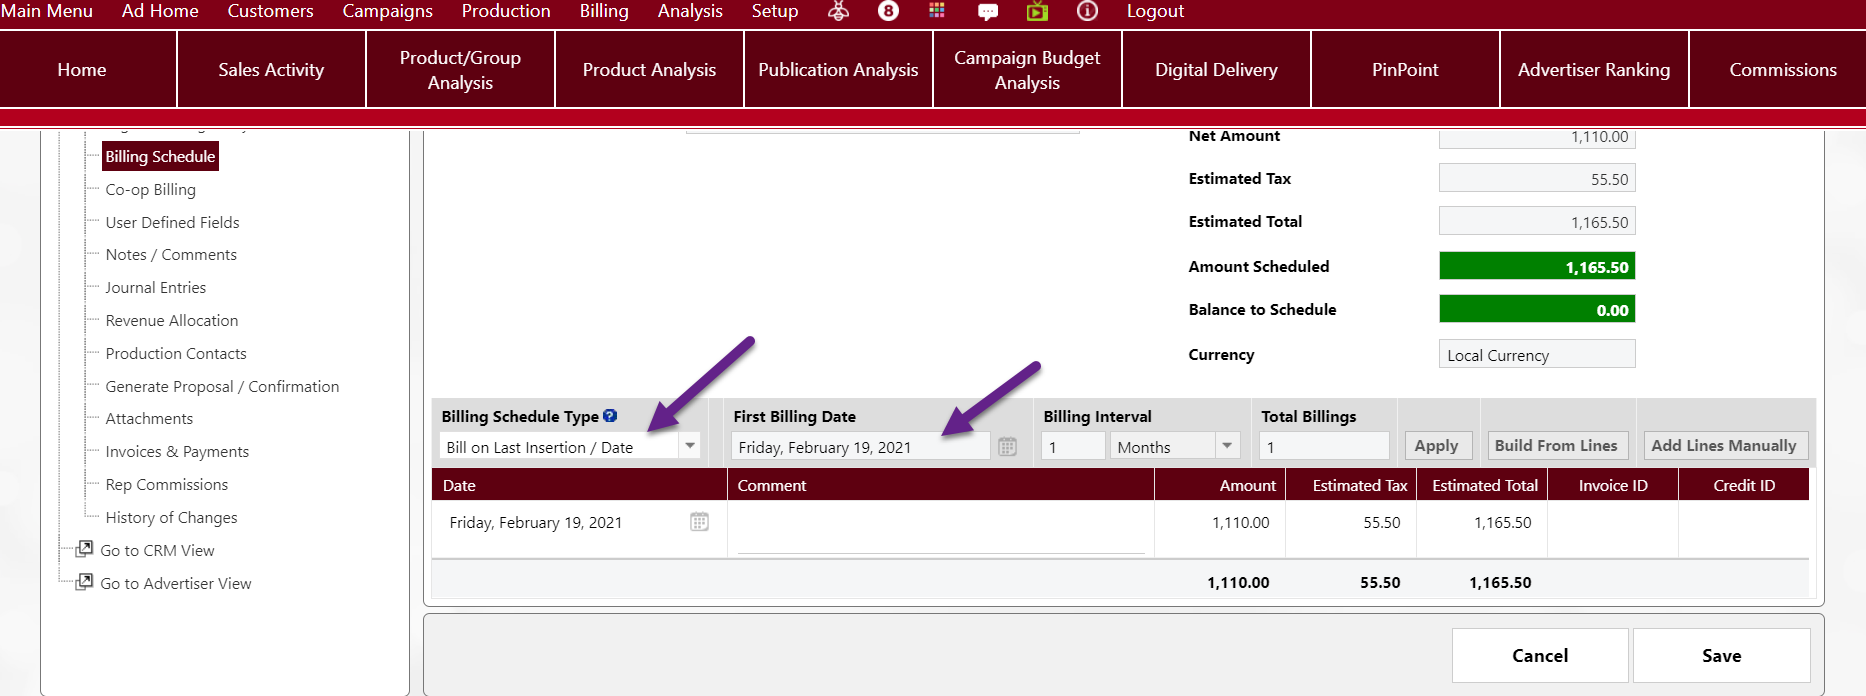 Main Menu Ad Home Customers Campaigns Production Billing Analysis Setup 8 Logout
Home Sales Activity Product/Group Analysis Product Analysis Publication Analysis Campaign Budget Analysis Digital Delivery PinPoint Advertiser Ranking Commissions
Billing Schedule
Co-op Billing
User Defined Fields
Notes / Comments
Journal Entries
Revenue Allocation
Production Contacts
Generate Proposal / Confirmation
Attachments
Invoices & Payments
Rep Commissions
History of Changes
Go to CRM View
Go to Advertiser View
Net Amount 1,110.00
Estimated Tax 55.50
Estimated Total 1,165.50
Amount Scheduled 1,165.50
Balance to Schedule 0.00
Currency Local Currency
Billing Schedule Type ? First Billing Date Billing Interval Total Billings
Bill on Last Insertion / Date Friday, February 19, 2021 1 Months 1 Apply Build From Lines Add Lines Manually
Date Comment Amount Estimated Tax Estimated Total Invoice ID Credit ID
Friday, February 19, 2021 1,110.00 55.50 1,165.50
1,110.00 55.50 1,165.50
Cancel Save